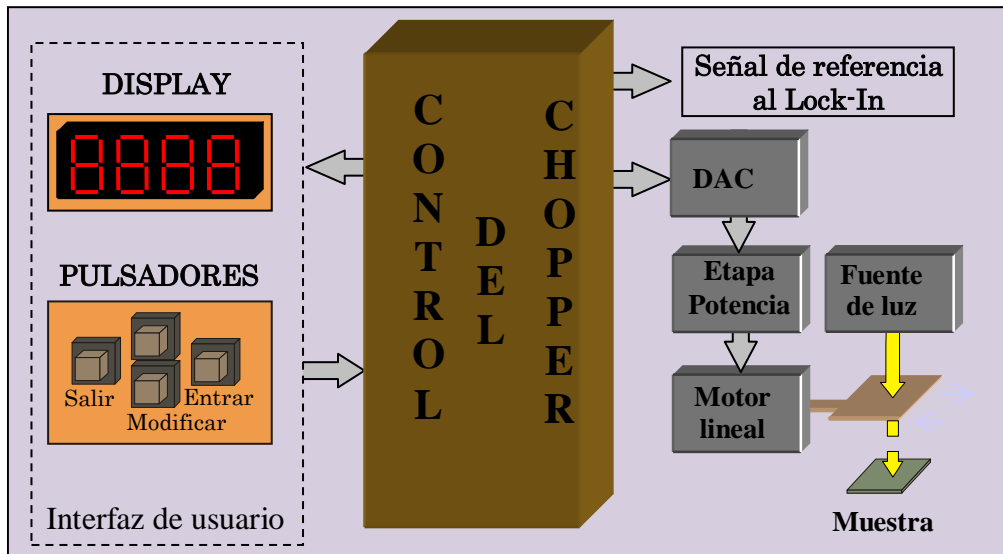 DISPLAY
8888
PULSADORES
Salir
Entrar
Modificar
Interfaz de usuario
CONTROL
DEL
CHOPPER
Señal de referencia
al Lock-In
DAC
Etapa
Potencia
Motor
lineal
Fuente
de luz
Muestra